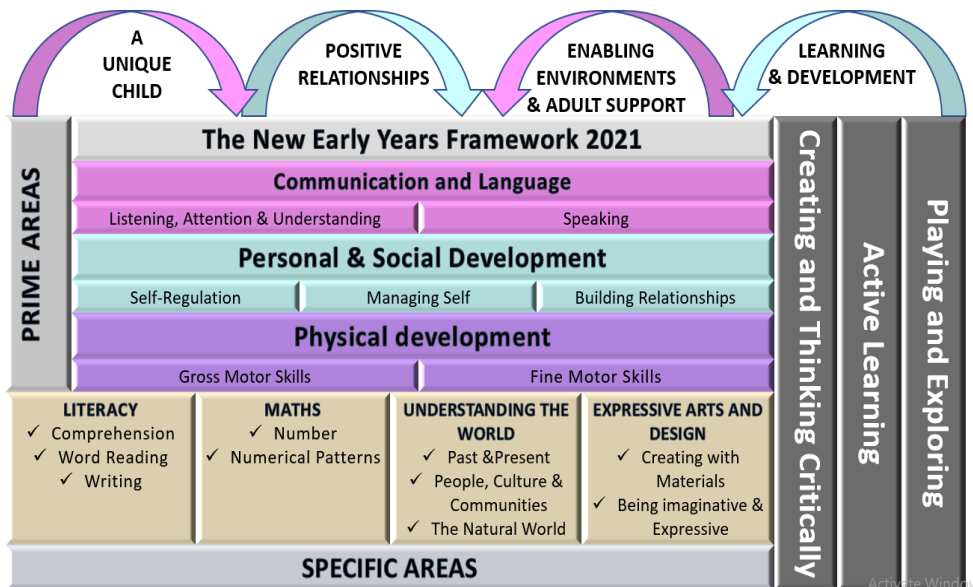 A
UNIQUE
CHILD
POSITIVE
RELATIONSHIPS
ENABLING
ENVIRONMENTS
& ADULT SUPPORT
LEARNING
& DEVELOPMENT
PRIME AREAS
The New Early Years Framework 2021
Communication and Language
Listening, Attention & Understanding
Speaking
Personal & Social Development
Self-Regulation
Managing Self
Building Relationships
Physical development
Gross Motor Skills
Fine Motor Skills
LITERACY
✓ Comprehension
✓ Word Reading
✓ Writing
MATHS
✓ Number
✓ Numerical Patterns
UNDERSTANDING THE
WORLD
✓ Past &Present
✓ People, Culture &
Communities
✓ The Natural World
EXPRESSIVE ARTS AND
DESIGN
✓ Creating with
Materials
✓ Being imaginative &
Expressive
SPECIFIC AREAS
Creating and Thinking Critically
Active Learning
Playing and Exploring
Activate